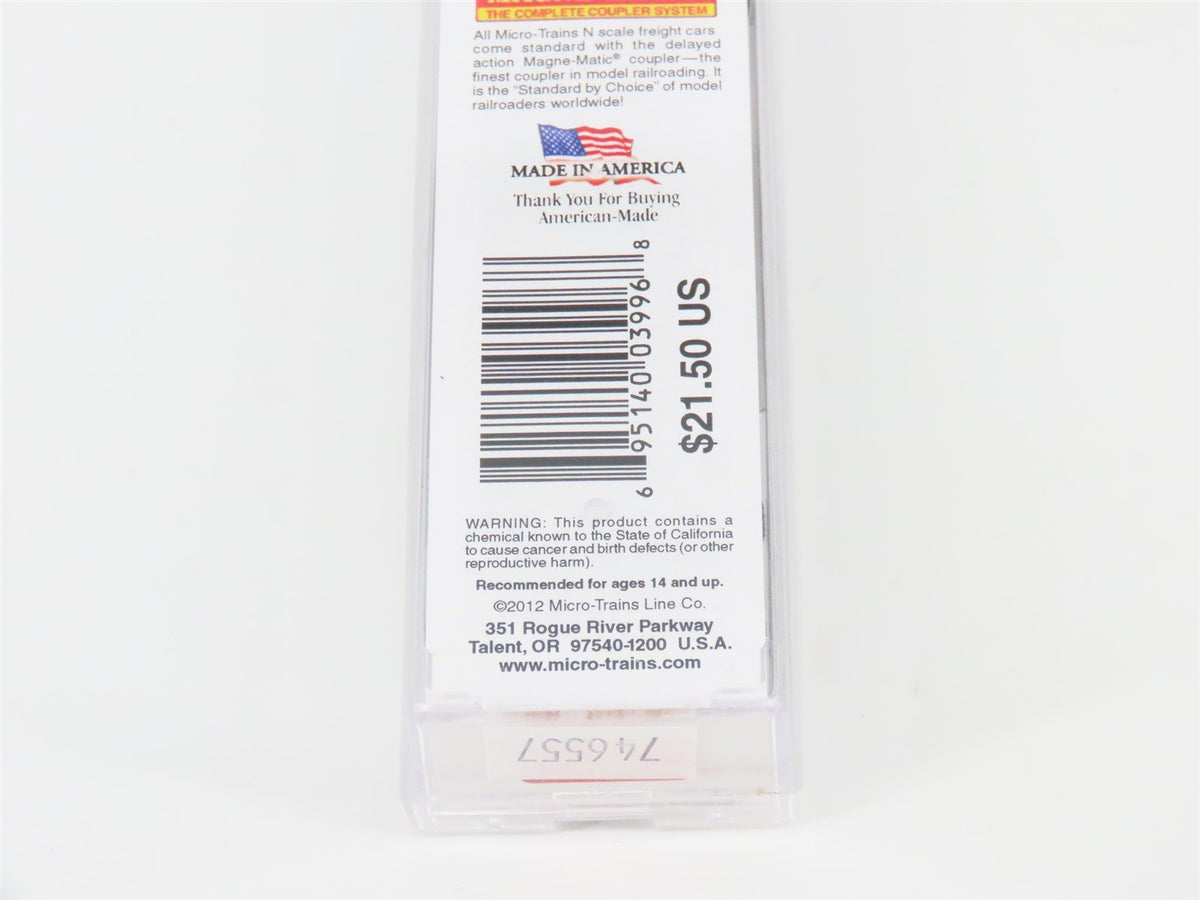 THE COMPLETE COUPLER SYSTEM
All Micro-Trains N scale freight cars
come standard with the delayed
action Magne-Matic® coupler—the
finest coupler in model railroading. It
is the "Standard by Choice" of model
railroaders worldwide!
MADE IN AMERICA
Thank You For Buying
American-Made
6 95140 03996 8
$21.50 US
WARNING: This product contains a
chemical known to the State of California
to cause cancer and birth defects (or other
reproductive harm).
Recommended for ages 14 and up.
©2012 Micro-Trains Line Co.
351 Rogue River Parkway
Talent, OR 97540-1200 U.S.A.
www.micro-trains.com
746557